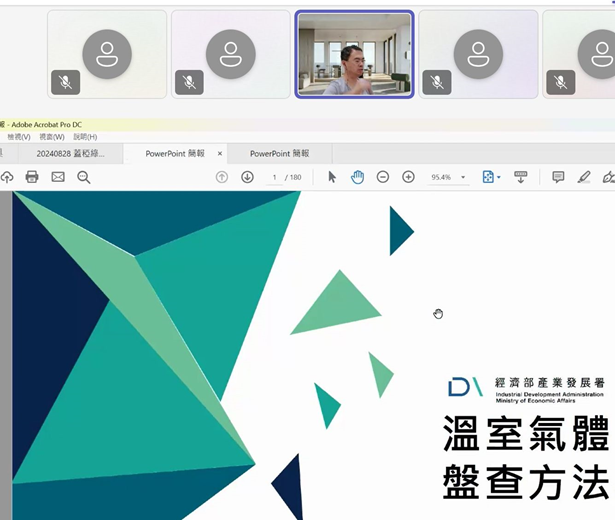 報 - Adobe Acrobat Pro DC
檢視(V) 視窗(W) 說明(H)
20240828 蓋稏綠... PowerPoint 簡報 × PowerPoint 簡報
1 / 180 95.4%
經濟部產業發展署
Industrial Development Administration
Ministry of Economic Affairs
溫室氣體
盤查方法